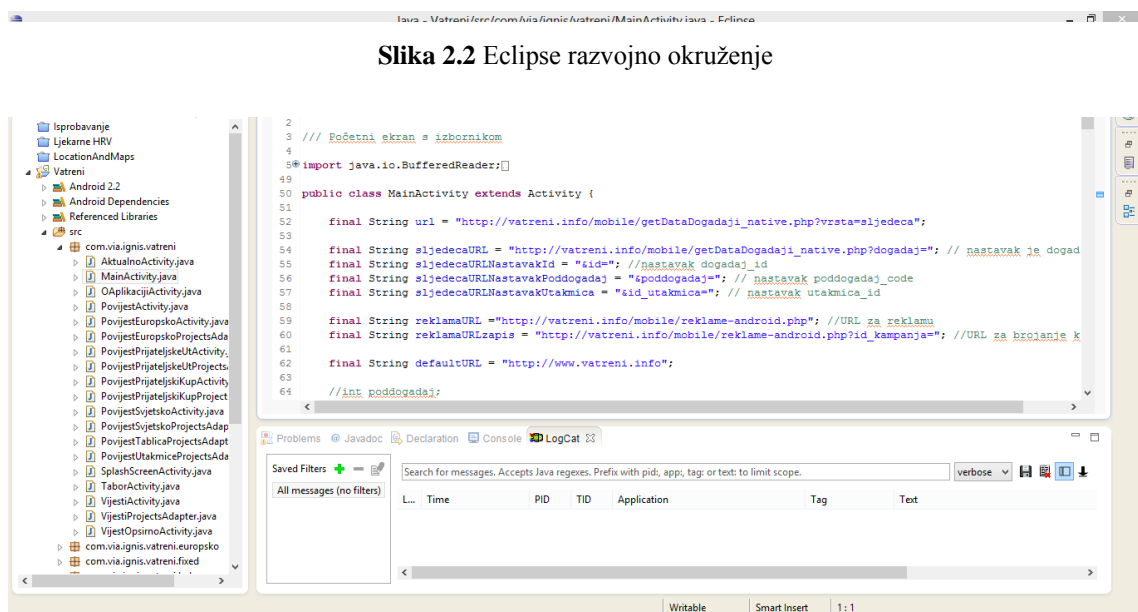 Java - Vatreni/src/com/via/ignis/vatreni/MainActivity.java - Eclipse
Slika 2.2 Eclipse razvojno okruženje
Isprobavanje
Ljekarne HRV
LocationAndMaps
Vatreni
Android 2.2
Android Dependencies
Referenced Libraries
src
com.via.ignis.vatreni
AktualnoActivity.java
MainActivity.java
OAplikacijiActivity.java
PovijestActivity.java
PovijestEuropskoActivity.java
PovijestEuropskoProjectsAda
PovijestPrijateljskeUtActivity.
PovijestPrijateljskeUtProjects
PovijestPrijateljskiKupActivity
PovijestPrijateljskiKupProject
PovijestSvjetskoActivity.java
PovijestSvjetskoProjectsAdap
PovijestTablicaProjectsAdapt
PovijestUtakmiceProjectsAda
SplashScreenActivity.java
TaborActivity.java
VijestiActivity.java
VijestiProjectsAdapter.java
VijestOpsirnoActivity.java
com.via.ignis.vatreni.europsko
com.via.ignis.vatreni.fixed
2
3 /// Početni ekran s izbornikom
4
5 import java.io.BufferedReader;
49
50 public class MainActivity extends Activity {
51
52 final String url = "http://vatreni.info/mobile/getDataDogadaji_native.php?vrsta=sljedeca";
53
54 final String sljedecaURL = "http://vatreni.info/mobile/getDataDogadaji_native.php?dogadaj="; // nastavak je dogad
55 final String sljedecaURLNastavakId = "&id="; //nastavak dogadaj_id
56 final String sljedecaURLNastavakPoddogadaj = "&poddogadaj="; // nastavak poddogadaj_code
57 final String sljedecaURLNastavakUtakmica = "&id_utakmica="; // nastavak utakmica_id
58
59 final String reklamaURL ="http://vatreni.info/mobile/reklame-android.php"; //URL za reklamu
60 final String reklamaURLzapis = "http://vatreni.info/mobile/reklame-android.php?id_kampanja="; //URL za brojanje k
61
62 final String defaultURL = "http://www.vatreni.info";
63
64 //int poddogadaj;
Problems @ Javadoc Declaration Console LogCat
Saved Filters
All messages (no filters)
Search for messages. Accepts Java regexes. Prefix with pid:, app:, tag: or text: to limit scope.
verbose
L... Time PID TID Application Tag Text
Writable Smart Insert 1 : 1